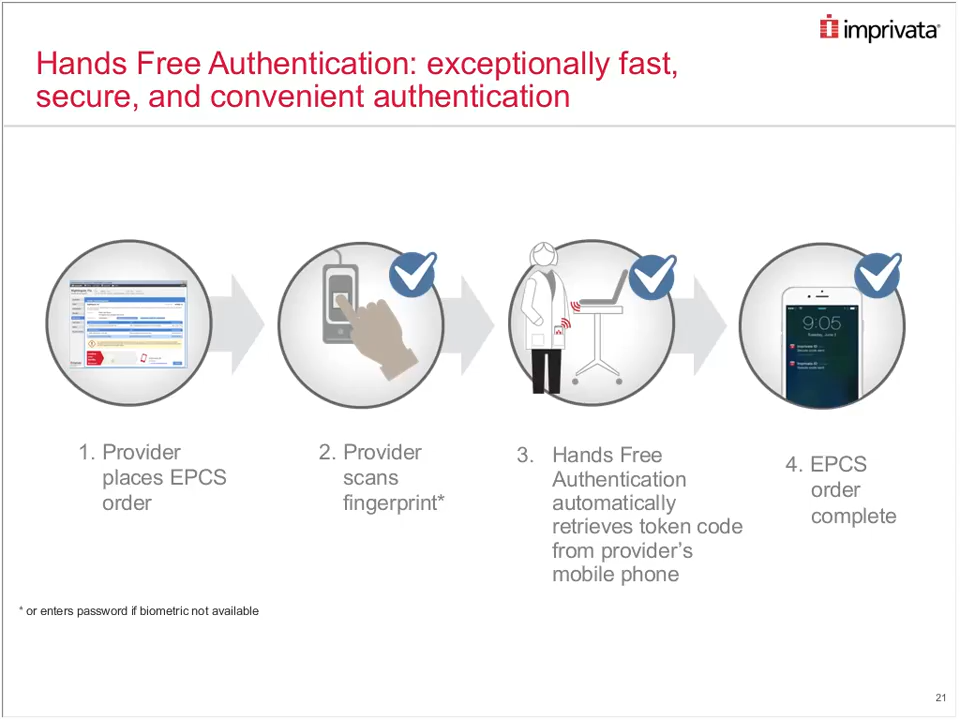 imprivata®
Hands Free Authentication: exceptionally fast,
secure, and convenient authentication
1. Provider
places EPCS
order
2. Provider
scans
fingerprint*
3. Hands Free
Authentication
automatically
retrieves token code
from provider's
mobile phone
4. EPCS
order
complete
9:05
* or enters password if biometric not available
21